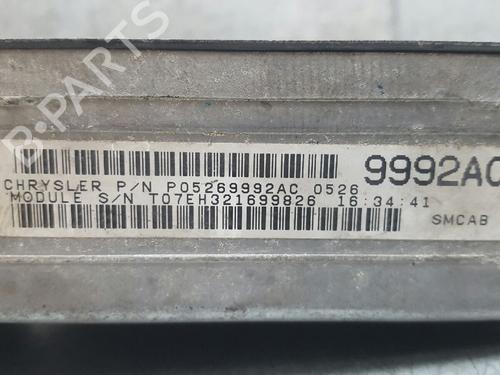 9992AC
CHRYSLER P/N P05269992AC 0526
MODULE S/N T07EH321699826 16:34:41
SMCAB
B-PARTS